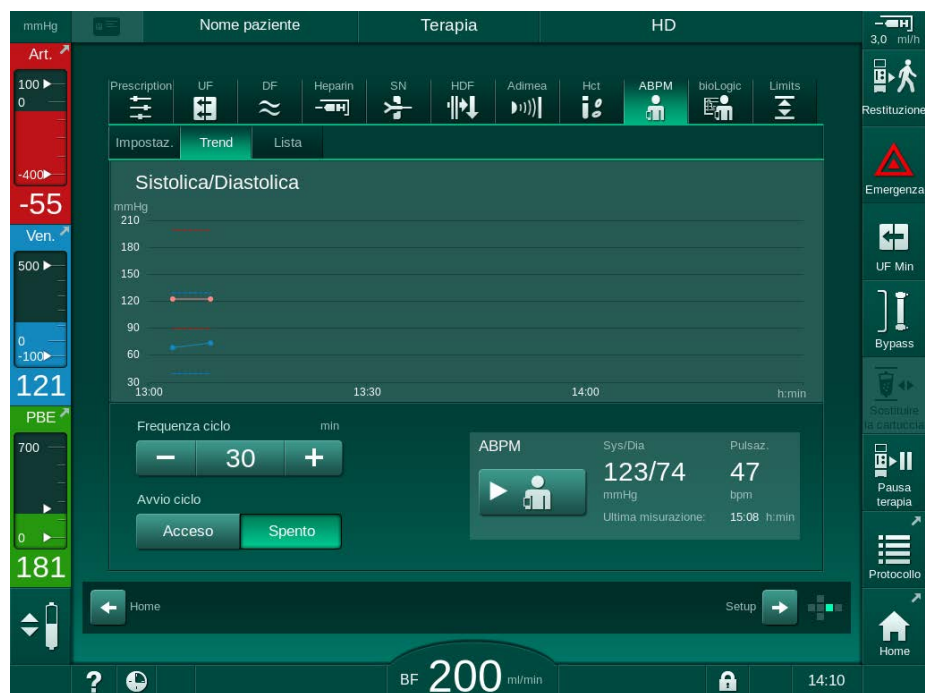 mmHg
Nome paziente
Terapia
HD
3,0 ml/h
Art.
100
0
-400
-55
Ven.
500
0
-100
121
PBE
700
0
181
Prescription
UF
DF
Heparin
SN
HDF
Adimea
Hct
ABPM
bioLogic
Limits
Impostaz.
Trend
Lista
Sistolica/Diastolica
mmHg
210
180
150
120
90
60
30
13:00
13:30
14:00
h:min
Frequenza ciclo
min
30
Avvio ciclo
Acceso
Spento
ABPM
Sys/Dia
Pulsaz.
123/74
47
mmHg
bpm
Ultima misurazione: 15:08 h:min
Home
Setup
Restituzione
Emergenza
UF Min
Bypass
Sostituire
la cartuccia
Pausa
terapia
Protocollo
Home
?
BF 200 ml/min
14:10